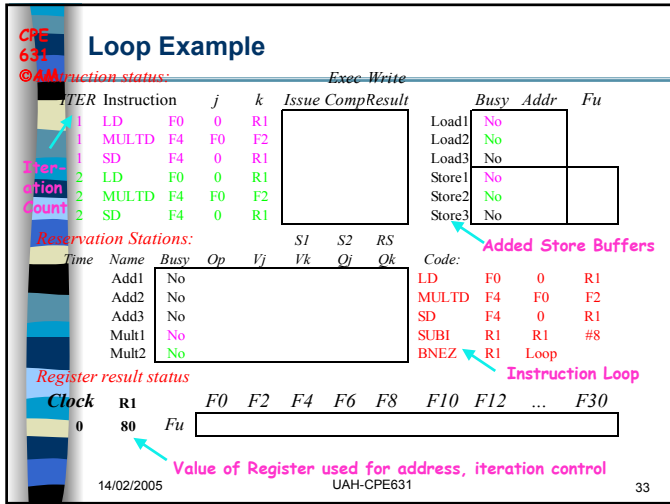 CPE
631
©AM
Loop Example
Instruction status:
Exec Write
ITER Instruction j k Issue Comp Result Busy Addr Fu
1 LD F0 0 R1 Load1 No
1 MULTD F4 F0 F2 Load2 No
1 SD F4 0 R1 Load3 No
2 LD F0 0 R1 Store1 No
2 MULTD F4 F0 F2 Store2 No
2 SD F4 0 R1 Store3 No
Iter-
ation
Count
Added Store Buffers
Reservation Stations: S1 S2 RS
Time Name Busy Op Vj Vk Qj Qk Code:
Add1 No LD F0 0 R1
Add2 No MULTD F4 F0 F2
Add3 No SD F4 0 R1
Mult1 No SUBI R1 R1 #8
Mult2 No BNEZ R1 Loop
Instruction Loop
Register result status
Clock R1 F0 F2 F4 F6 F8 F10 F12 ... F30
0 80 Fu
Value of Register used for address, iteration control
14/02/2005 UAH-CPE631 33